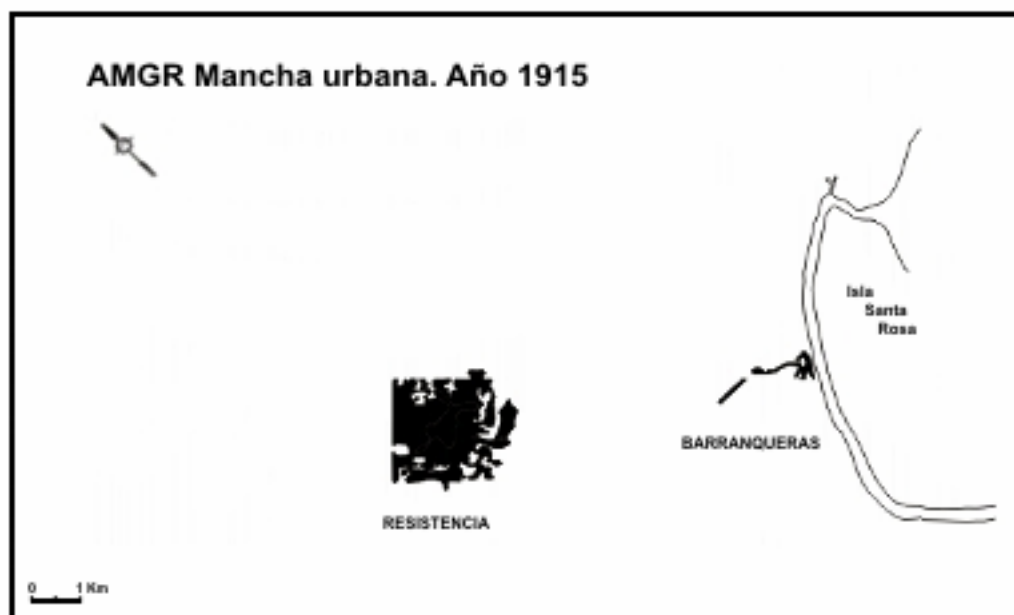 AMGR Mancha urbana. Año 1915
Isla
Santa
Rosa
BARRANQUERAS
RESISTENCIA
0 1 Km